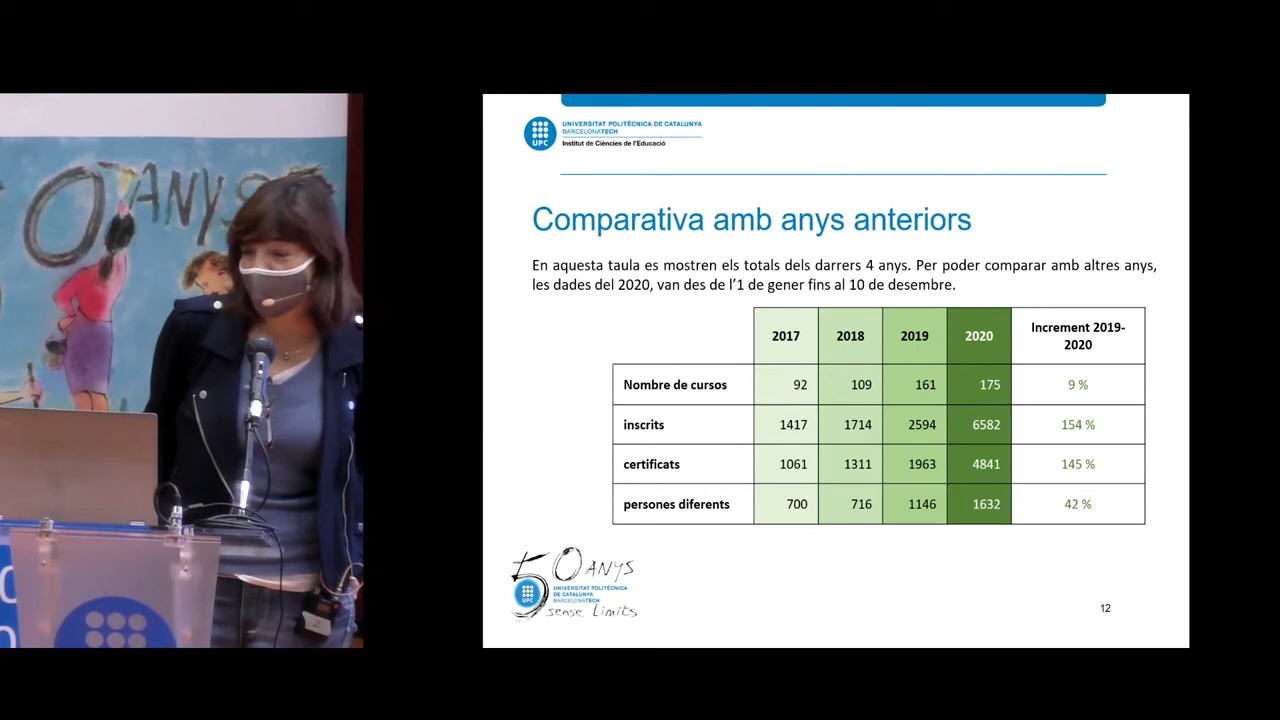 0 ANYS
UPC
UNIVERSITAT POLITÈCNICA DE CATALUNYA
BARCELONATECH
Institut de Ciències de l'Educació
Comparativa amb anys anteriors
En aquesta taula es mostren els totals dels darrers 4 anys. Per poder comparar amb altres anys,
les dades del 2020, van des de l'1 de gener fins al 10 de desembre.
2017 2018 2019 2020 Increment 2019-
2020
Nombre de cursos 92 109 161 175 9 %
inscrits 1417 1714 2594 6582 154 %
certificats 1061 1311 1963 4841 145 %
persones diferents 700 716 1146 1632 42 %
50 ANYS
UPC
UNIVERSITAT POLITÈCNICA
DE CATALUNYA
BARCELONATECH
sense límits
12